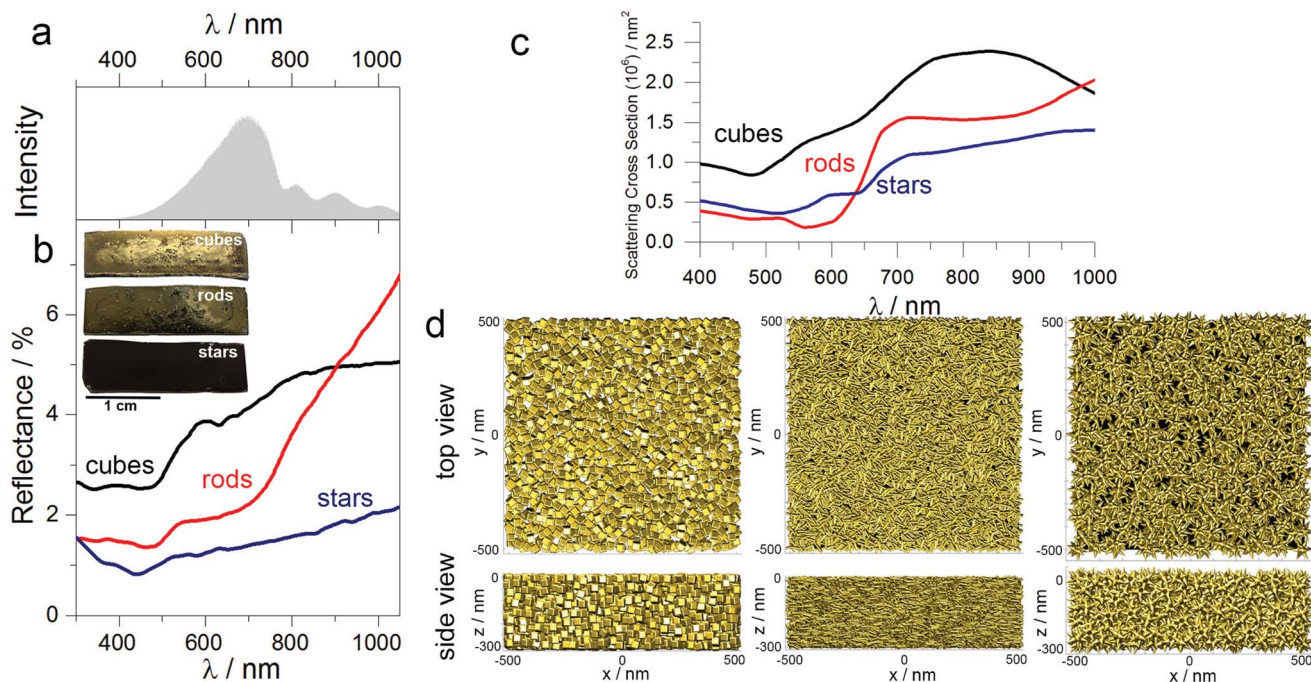 a
λ / nm
400 600 800 1000
Intensity
b
Reflectance / %
6
4
2
0
cubes
rods
stars
1 cm
cubes
rods
stars
400 600 800 1000
λ / nm
c
Scattering Cross Section (10⁶) / nm²
2.5
2.0
1.5
1.0
0.5
0.0
cubes
rods
stars
400 500 600 700 800 900 1000
λ / nm
d
top view
y / nm
500
0
-500
y / nm
500
0
-500
y / nm
500
0
-500
side view
z / nm
0
-300
-500 0 500
x / nm
z / nm
0
-300
-500 0 500
x / nm
z / nm
0
-300
-500 0 500
x / nm